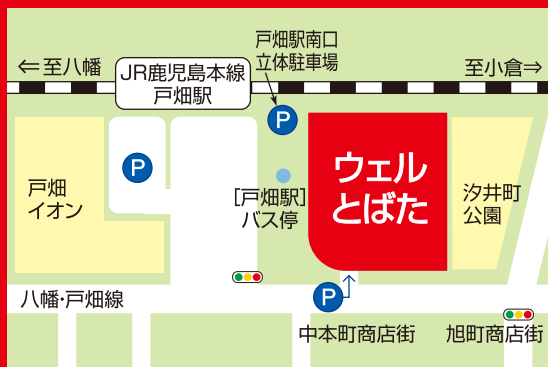 戸畑駅南口
立体駐車場
⇐至八幡
JR鹿児島本線
戸畑駅
至小倉⇒
P
P
ウェル
とばた
戸畑
イオン
[戸畑駅]
バス停
汐井町
公園
八幡・戸畑線
P
中本町商店街
旭町商店街